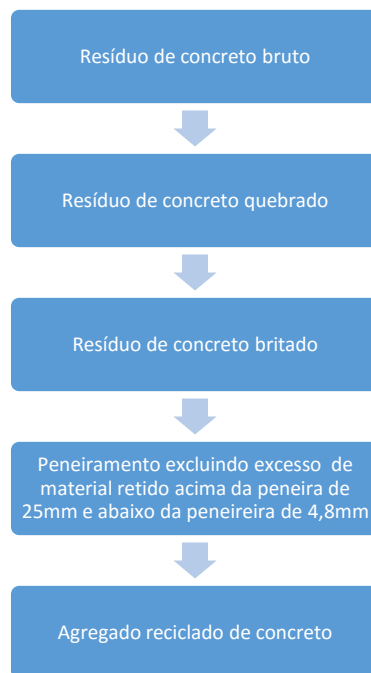 Resíduo de concreto bruto
Resíduo de concreto quebrado
Resíduo de concreto britado
Peneiramento excluindo excesso  de
material retido acima da peneira de
25mm e abaixo da peneireira de 4,8mm
Agregado reciclado de concreto